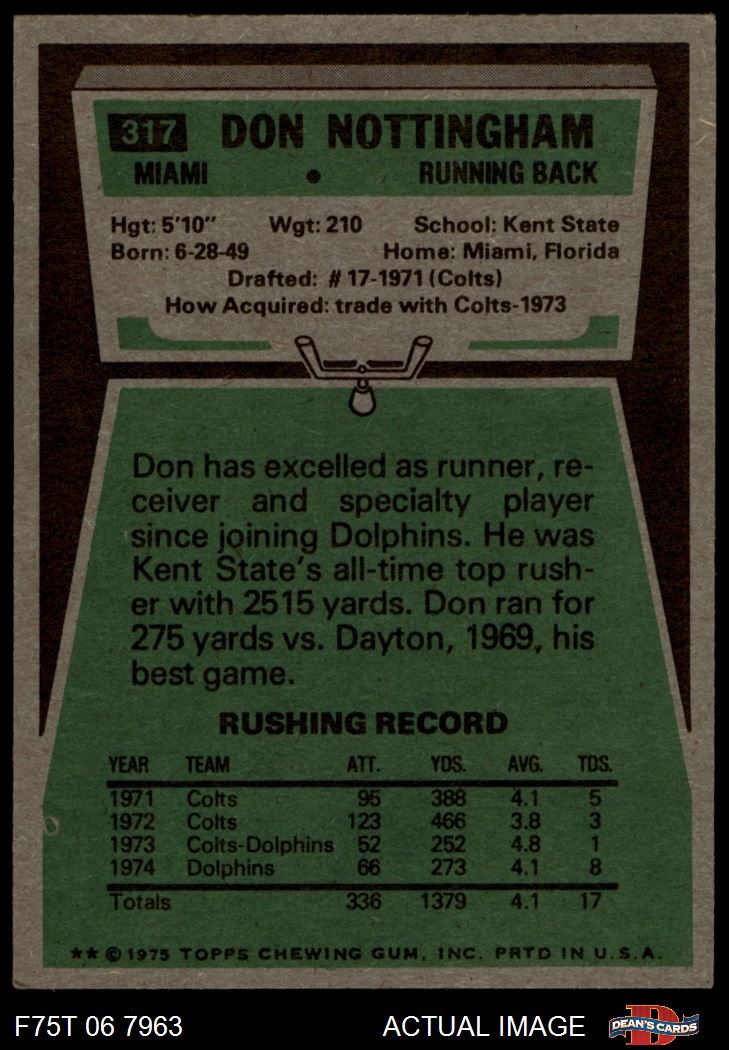 317 DON NOTTINGHAM
MIAMI • RUNNING BACK
Hgt: 5'10" Wgt: 210 School: Kent State
Born: 6-28-49 Home: Miami, Florida
Drafted: # 17-1971 (Colts)
How Acquired: trade with Colts-1973
Don has excelled as runner, re-
ceiver and specialty player
since joining Dolphins. He was
Kent State's all-time top rush-
er with 2515 yards. Don ran for
275 yards vs. Dayton, 1969, his
best game.
RUSHING RECORD
YEAR TEAM ATT. YDS. AVG. TDS.
1971 Colts 95 388 4.1 5
1972 Colts 123 466 3.8 3
1973 Colts-Dolphins 52 252 4.8 1
1974 Dolphins 66 273 4.1 8
Totals 336 1379 4.1 17
** © 1975 TOPPS CHEWING GUM, INC. PRTD IN U.S.A.
F75T 06 7963 ACTUAL IMAGE D DEAN'S CARDS